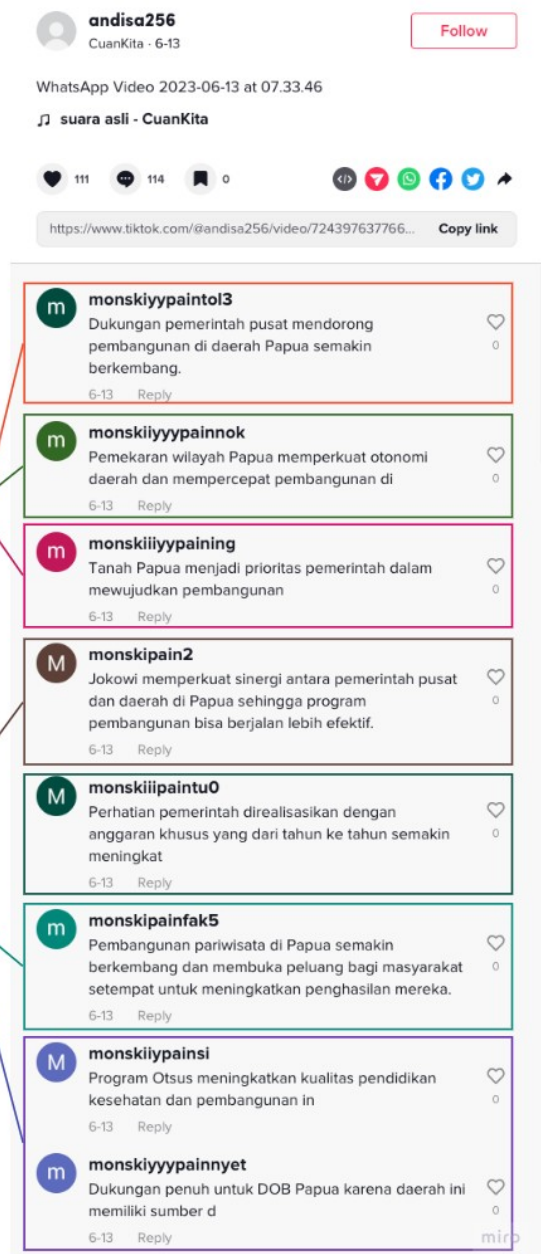 andisa256
CuanKita · 6-13
Follow
WhatsApp Video 2023-06-13 at 07.33.46
suara asli - CuanKita
111
114
0
https://www.tiktok.com/@andisa256/video/724397637766...
Copy link
m
monskiyypaintol3
Dukungan pemerintah pusat mendorong
pembangunan di daerah Papua semakin
berkembang.
0
6-13 Reply
m
monskiiyyypainnok
Pemekaran wilayah Papua memperkuat otonomi
daerah dan mempercepat pembangunan di
0
6-13 Reply
m
monskiiiyypaining
Tanah Papua menjadi prioritas pemerintah dalam
mewujudkan pembangunan
0
6-13 Reply
M
monskipain2
Jokowi memperkuat sinergi antara pemerintah pusat
dan daerah di Papua sehingga program
pembangunan bisa berjalan lebih efektif.
0
6-13 Reply
M
monskiiipaintu0
Perhatian pemerintah direalisasikan dengan
anggaran khusus yang dari tahun ke tahun semakin
meningkat
0
6-13 Reply
m
monskipainfak5
Pembangunan pariwisata di Papua semakin
berkembang dan membuka peluang bagi masyarakat
setempat untuk meningkatkan penghasilan mereka.
0
6-13 Reply
M
monskiiypainsi
Program Otsus meningkatkan kualitas pendidikan
kesehatan dan pembangunan in
0
6-13 Reply
m
monskiyyypainnyet
Dukungan penuh untuk DOB Papua karena daerah ini
memiliki sumber d
0
6-13 Reply
miro